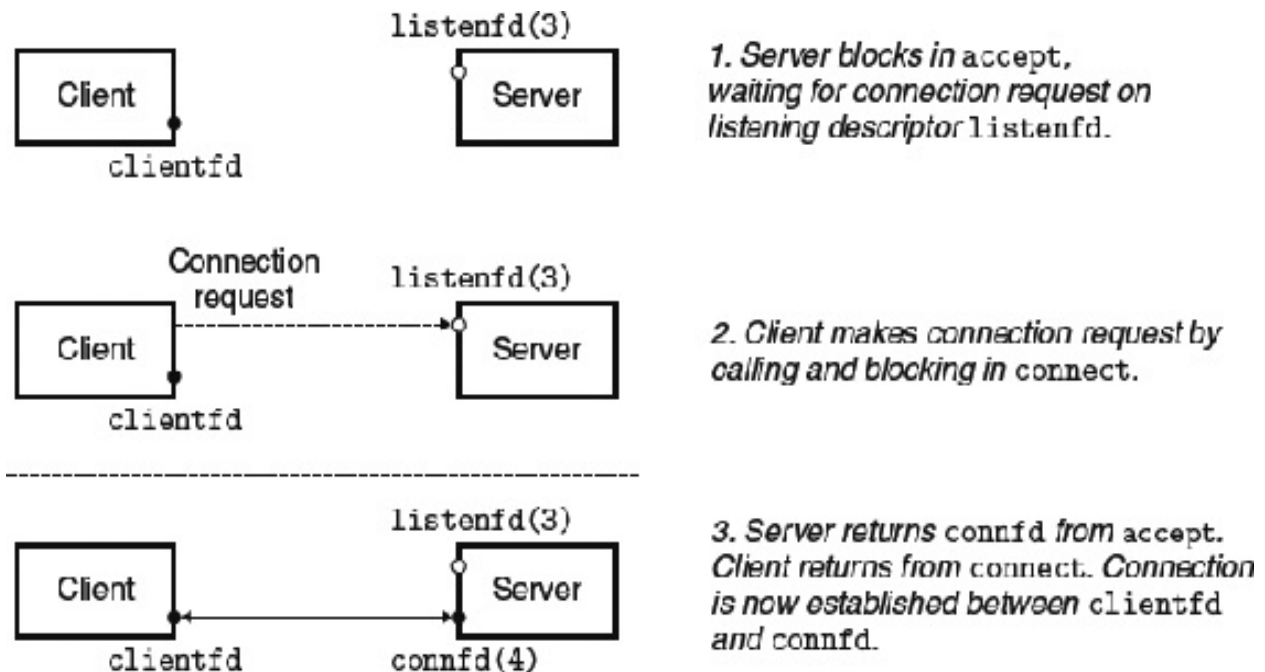 listenfd(3)
Client
Server
clientfd
1. Server blocks in accept,
waiting for connection request on
listening descriptor listenfd.
Connection
request
listenfd(3)
Client
Server
clientfd
2. Client makes connection request by
calling and blocking in connect.
listenfd(3)
Client
Server
clientfd
connfd(4)
3. Server returns connfd from accept.
Client returns from connect. Connection
is now established between clientfd
and connfd.